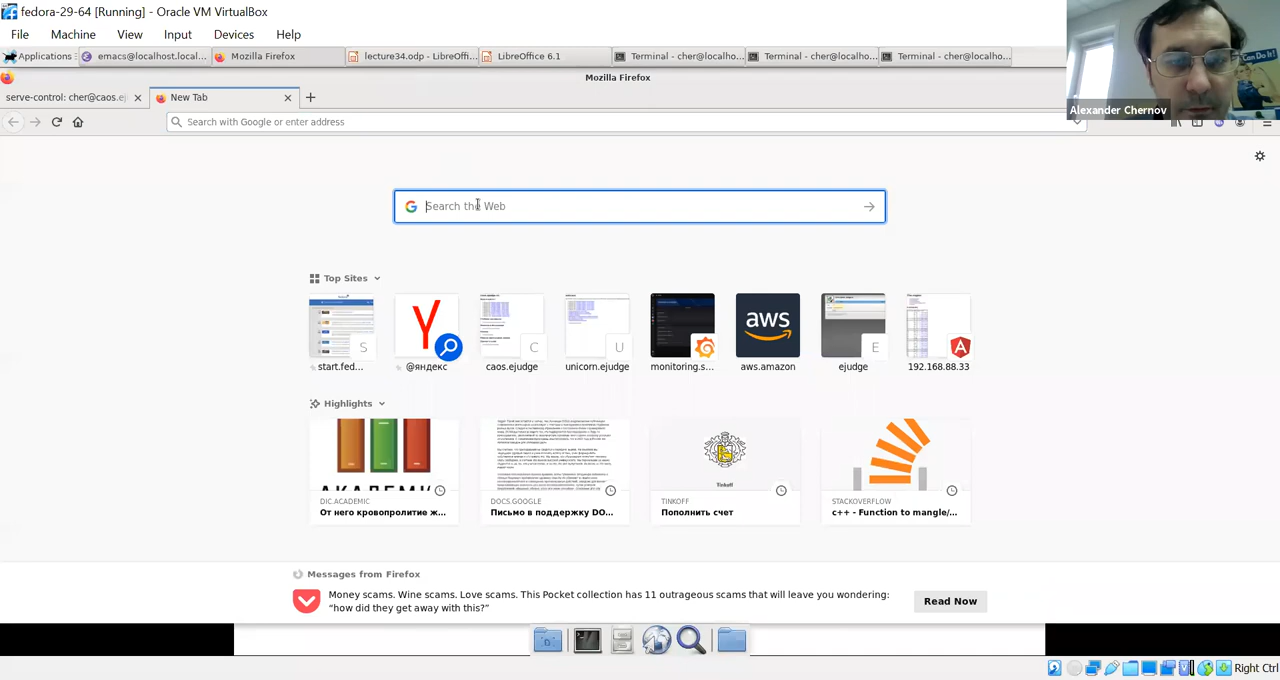 fedora-29-64 [Running] - Oracle VM VirtualBox
File Machine View Input Devices Help
Applications emacs@localhost.local... Mozilla Firefox lecture34.odp - LibreOffi... LibreOffice 6.1 Terminal - cher@localho... Terminal - cher@localho... Terminal - cher@localho...
Mozilla Firefox
Can Do It!
Alexander Chernov
serve-control: cher@caos.ej New Tab
Search with Google or enter address
Search the Web
Top Sites
S C U E
start.fed... @яндекс caos.ejudge unicorn.ejudge monitoring.s... aws.amazon ejudge 192.168.88.33
aws
Highlights
Tinkoff
DIC.ACADEMIC DOCS.GOOGLE TINKOFF STACKOVERFLOW
От него кровопролитие ж... Письмо в поддержку DO... Пополнить счет c++ - Function to mangle/...
Messages from Firefox
Money scams. Wine scams. Love scams. This Pocket collection has 11 outrageous scams that will leave you wondering:
“how did they get away with this?”
Read Now
Right Ctrl